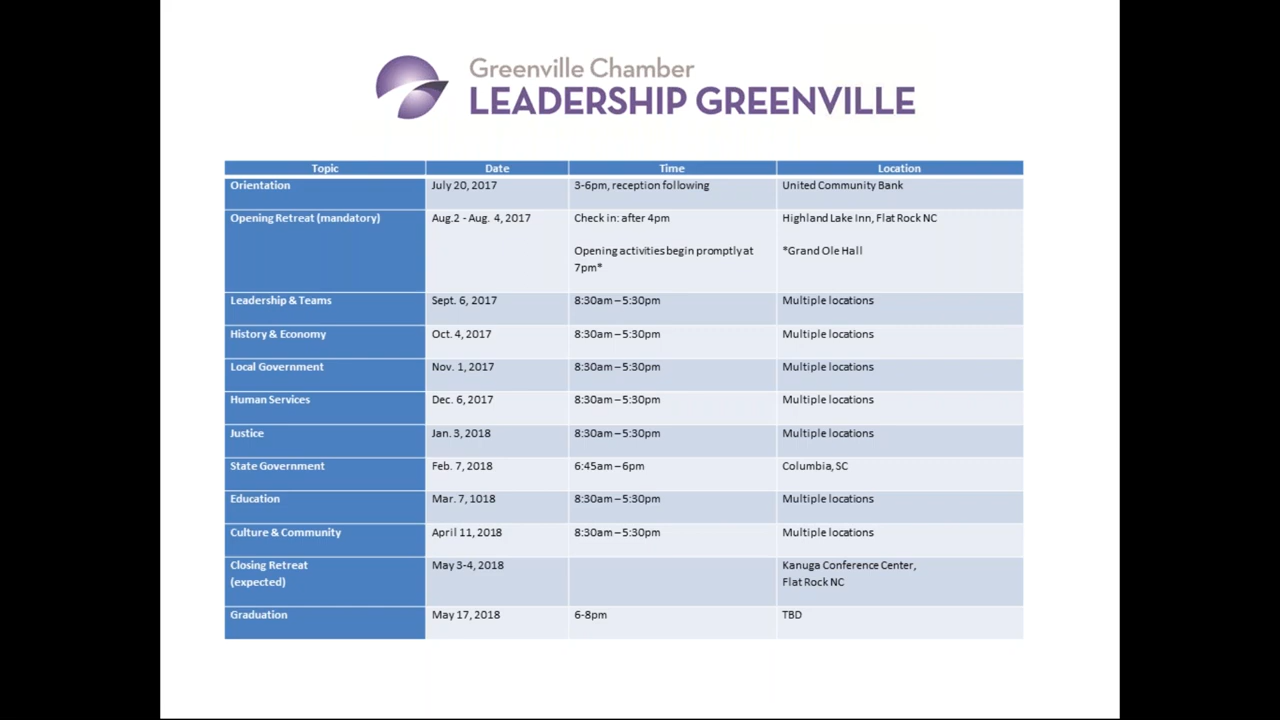 Greenville Chamber
LEADERSHIP GREENVILLE
Topic Date Time Location
Orientation July 20, 2017 3-6pm, reception following United Community Bank
Opening Retreat (mandatory) Aug.2 - Aug. 4, 2017 Check in: after 4pm Highland Lake Inn, Flat Rock NC
Opening activities begin promptly at *Grand Ole Hall
7pm*
Leadership & Teams Sept. 6, 2017 8:30am – 5:30pm Multiple locations
History & Economy Oct. 4, 2017 8:30am – 5:30pm Multiple locations
Local Government Nov. 1, 2017 8:30am – 5:30pm Multiple locations
Human Services Dec. 6, 2017 8:30am – 5:30pm Multiple locations
Justice Jan. 3, 2018 8:30am – 5:30pm Multiple locations
State Government Feb. 7, 2018 6:45am – 6pm Columbia, SC
Education Mar. 7, 1018 8:30am – 5:30pm Multiple locations
Culture & Community April 11, 2018 8:30am – 5:30pm Multiple locations
Closing Retreat May 3-4, 2018 Kanuga Conference Center,
(expected) Flat Rock NC
Graduation May 17, 2018 6-8pm TBD